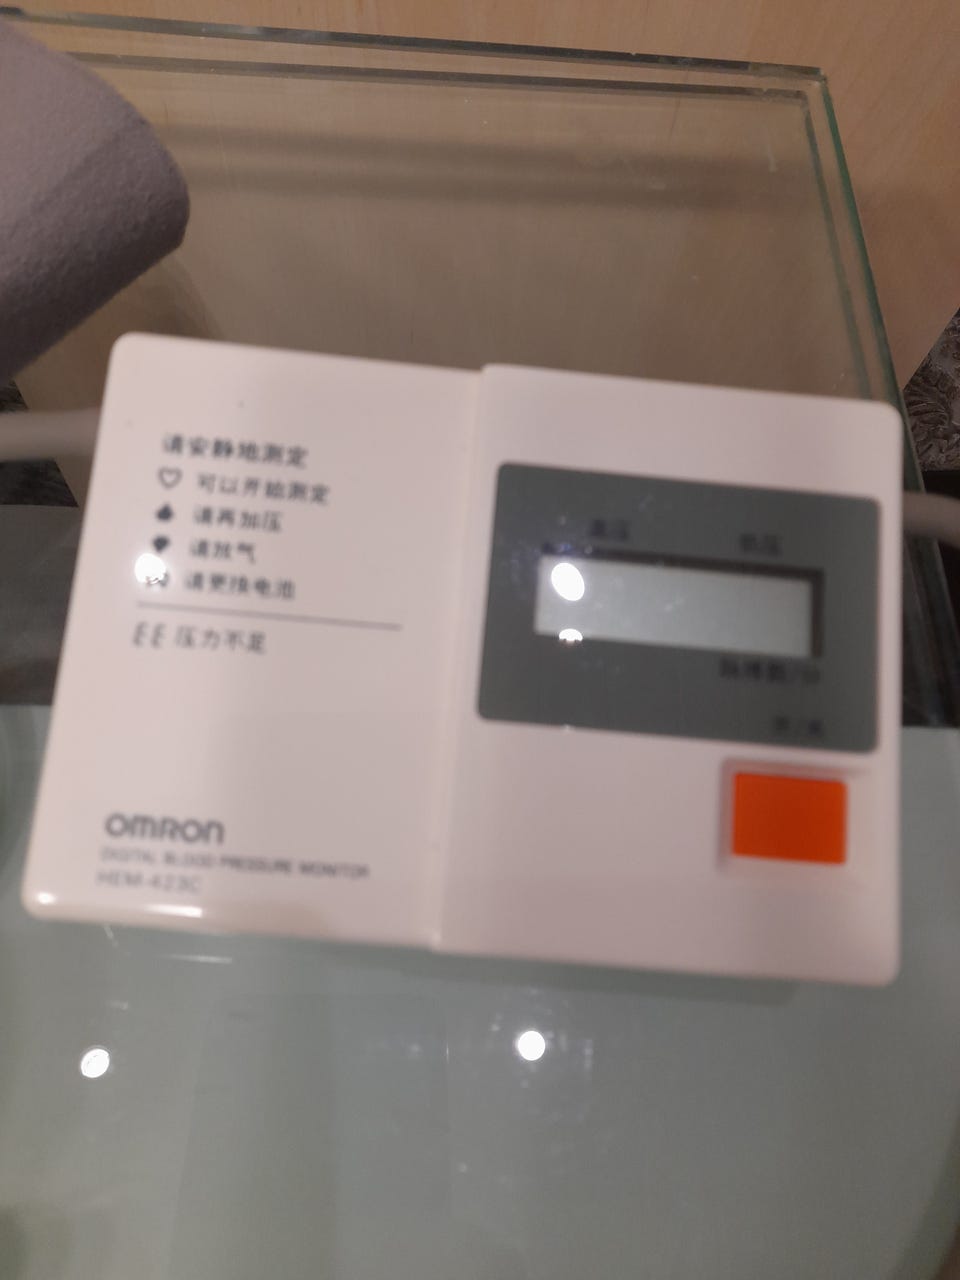 请安静地测定
♡ 可以开始测定
请再加压
请放气
请更换电池
EE 压力不足
OMRON
DIGITAL BLOOD PRESSURE MONITOR
HEM-423C
高压
低压
脉搏数/分